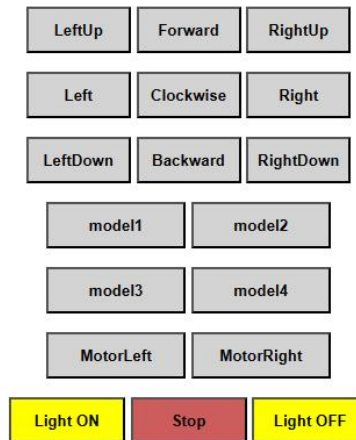 LeftUp Forward RightUp
Left Clockwise Right
LeftDown Backward RightDown
model1 model2
model3 model4
MotorLeft MotorRight
Light ON Stop Light OFF